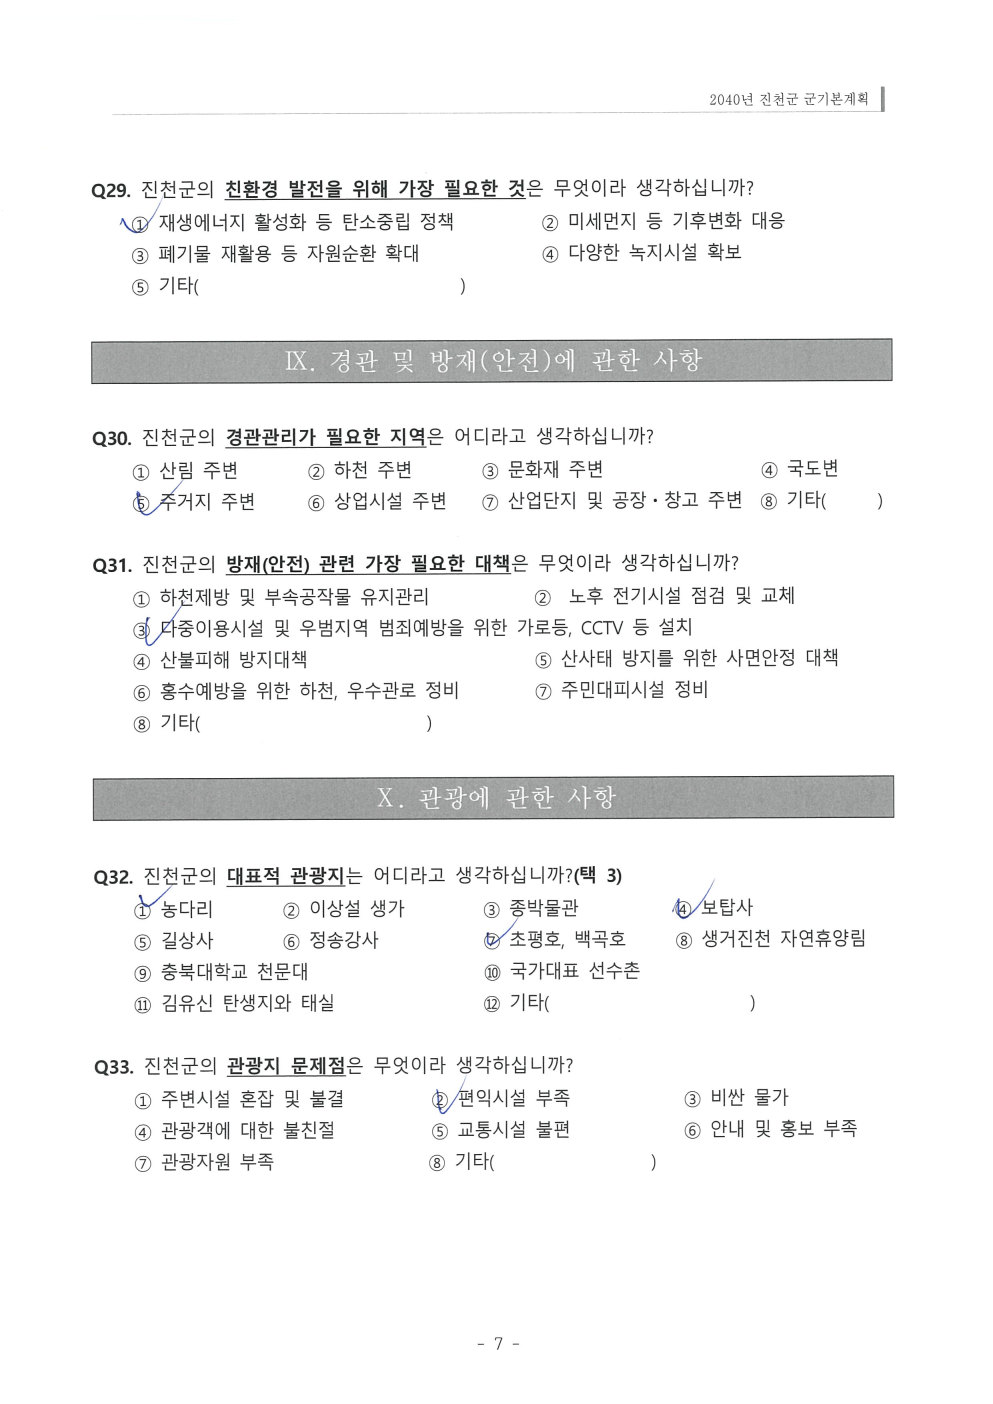 2040년 진천군 군기본계획
Q29. 진천군의 친환경 발전을 위해 가장 필요한 것은 무엇이라 생각하십니까?
① 재생에너지 활성화 등 탄소중립 정책 ② 미세먼지 등 기후변화 대응
③ 폐기물 재활용 등 자원순환 확대 ④ 다양한 녹지시설 확보
⑤ 기타( )
Ⅸ. 경관 및 방재(안전)에 관한 사항
Q30. 진천군의 경관관리가 필요한 지역은 어디라고 생각하십니까?
① 산림 주변 ② 하천 주변 ③ 문화재 주변 ④ 국도변
⑤ 주거지 주변 ⑥ 상업시설 주변 ⑦ 산업단지 및 공장·창고 주변 ⑧ 기타( )
Q31. 진천군의 방재(안전) 관련 가장 필요한 대책은 무엇이라 생각하십니까?
① 하천제방 및 부속공작물 유지관리 ② 노후 전기시설 점검 및 교체
③ 다중이용시설 및 우범지역 범죄예방을 위한 가로등, CCTV 등 설치
④ 산불피해 방지대책 ⑤ 산사태 방지를 위한 사면안정 대책
⑥ 홍수예방을 위한 하천, 우수관로 정비 ⑦ 주민대피시설 정비
⑧ 기타( )
Ⅹ. 관광에 관한 사항
Q32. 진천군의 대표적 관광지는 어디라고 생각하십니까?(택 3)
① 농다리 ② 이상설 생가 ③ 종박물관 ④ 보탑사
⑤ 길상사 ⑥ 정송강사 ⑦ 초평호, 백곡호 ⑧ 생거진천 자연휴양림
⑨ 충북대학교 천문대 ⑩ 국가대표 선수촌
⑪ 김유신 탄생지와 태실 ⑫ 기타( )
Q33. 진천군의 관광지 문제점은 무엇이라 생각하십니까?
① 주변시설 혼잡 및 불결 ② 편익시설 부족 ③ 비싼 물가
④ 관광객에 대한 불친절 ⑤ 교통시설 불편 ⑥ 안내 및 홍보 부족
⑦ 관광자원 부족 ⑧ 기타( )
- 7 -